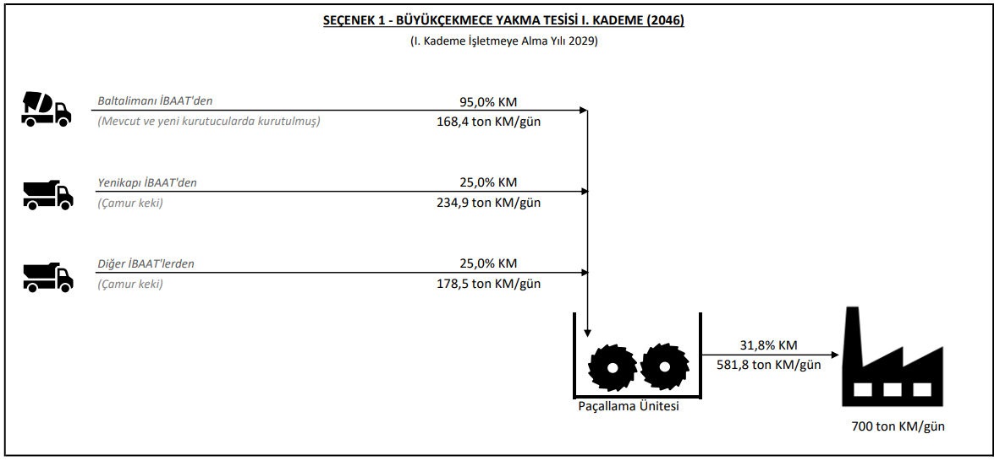 SEÇENEK 1 - BÜYÜKÇEKMECE YAKMA TESİSİ I. KADEME (2046)
(I. Kademe İşletmeye Alma Yılı 2029)
Baltalimanı İBAAT'den
95,0% KM
(Mevcut ve yeni kurutucularda kurutulmuş)
168,4 ton KM/gün
Yenikapı İBAAT'den
25,0% KM
(Çamur keki)
234,9 ton KM/gün
Diğer İBAAT'lerden
25,0% KM
(Çamur keki)
178,5 ton KM/gün
31,8% KM
581,8 ton KM/gün
Paçallama Ünitesi
700 ton KM/gün